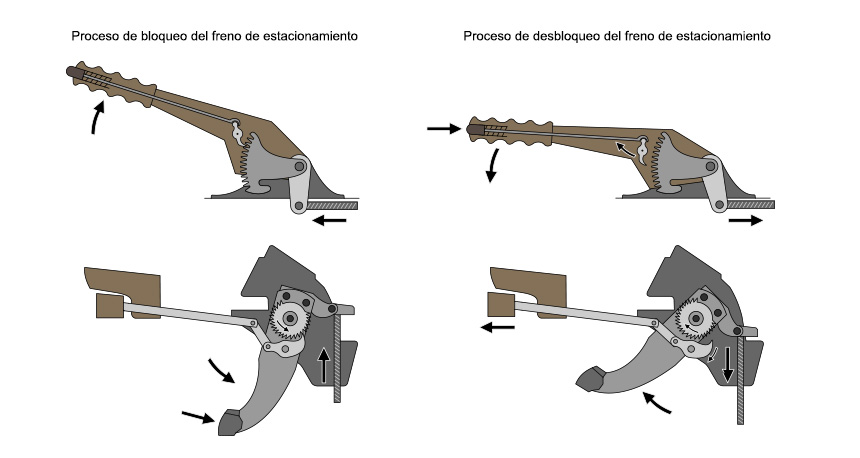 Proceso de bloqueo del freno de estacionamiento
Proceso de desbloqueo del freno de estacionamiento